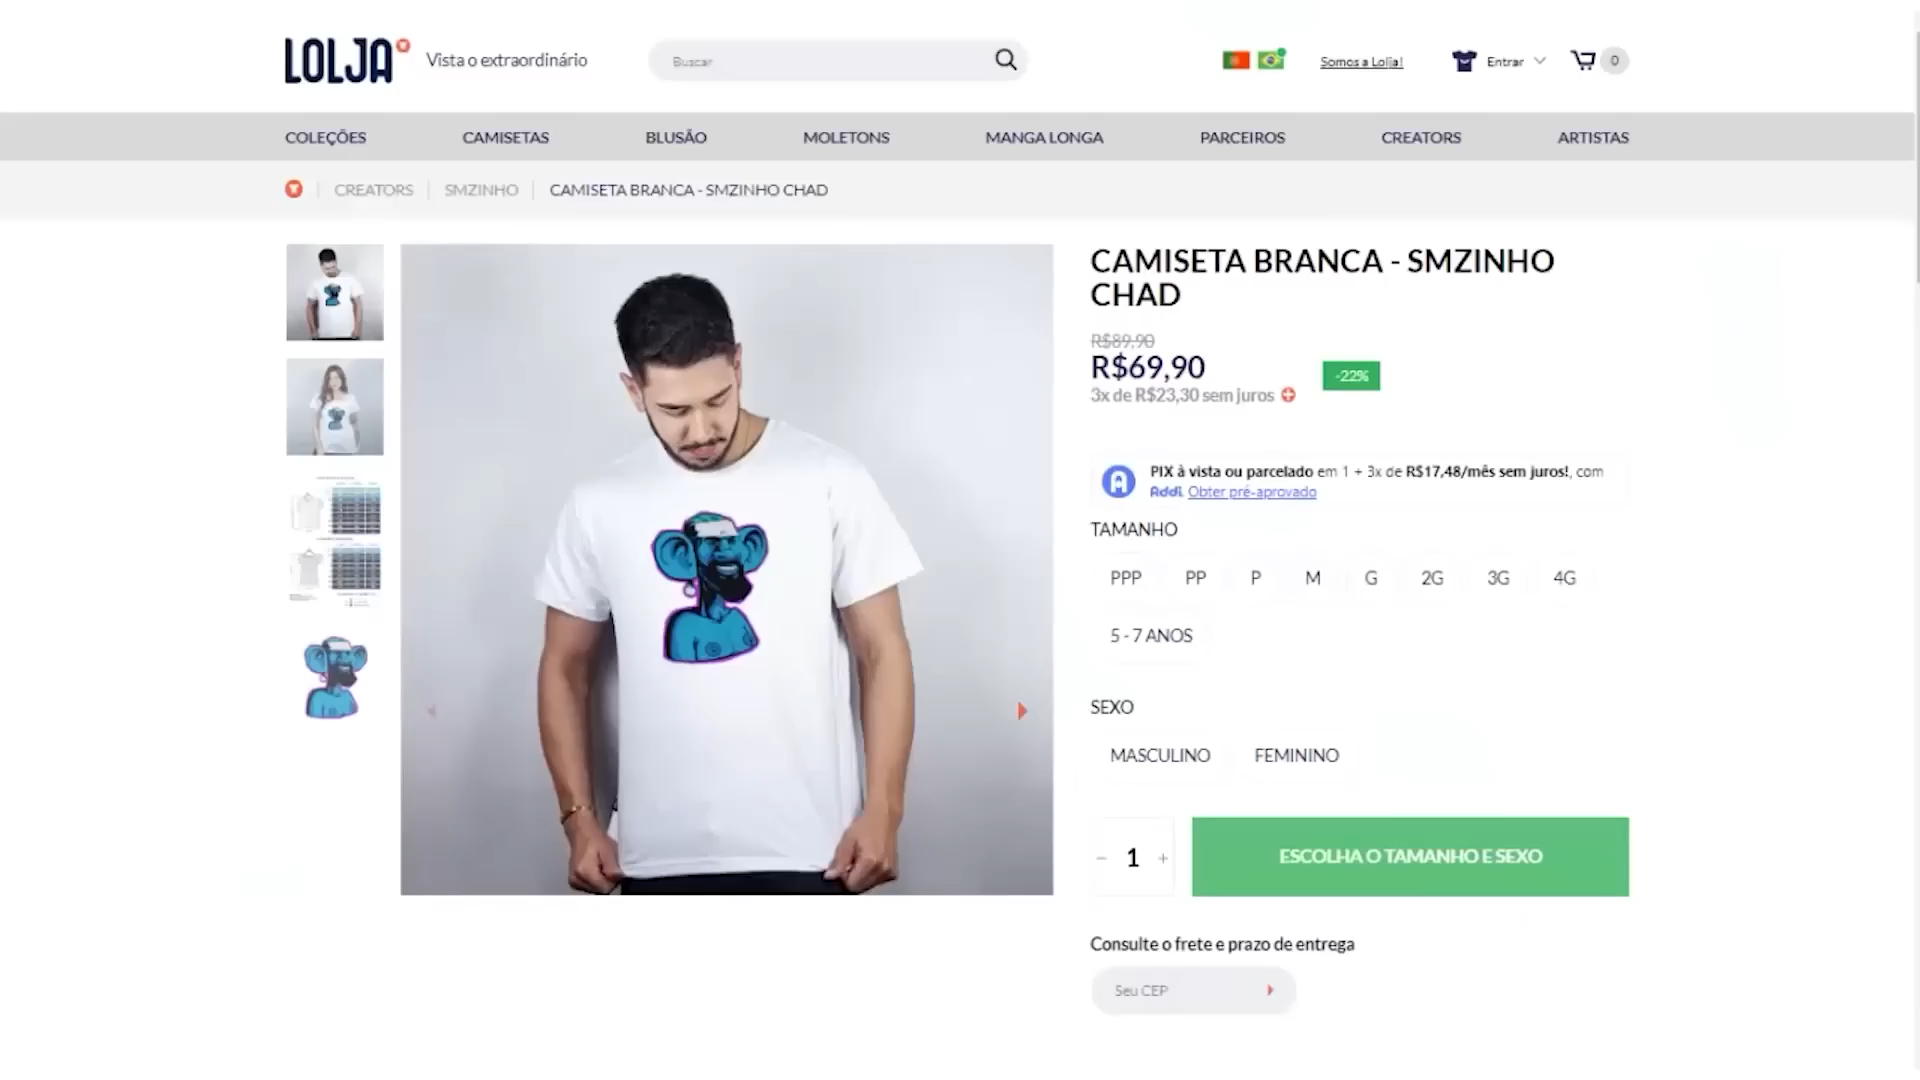 LOLJA
Vista o extraordinário
Buscar
Somos a Lolja!
Entrar
0
COLEÇÕES
CAMISETAS
BLUSÃO
MOLETONS
MANGA LONGA
PARCEIROS
CREATORS
ARTISTAS
CREATORS
SMZINHO
CAMISETA BRANCA - SMZINHO CHAD
CAMISETA BRANCA - SMZINHO
CHAD
R$89,90
R$69,90
3x de R$23,30 sem juros
-22%
PIX à vista ou parcelado em 1 + 3x de R$17,48/mês sem juros!, com
Addi. Obter pré-aprovado
TAMANHO
PPP
PP
P
M
G
2G
3G
4G
5 - 7 ANOS
SEXO
MASCULINO
FEMININO
1
ESCOLHA O TAMANHO E SEXO
Consulte o frete e prazo de entrega
Seu CEP